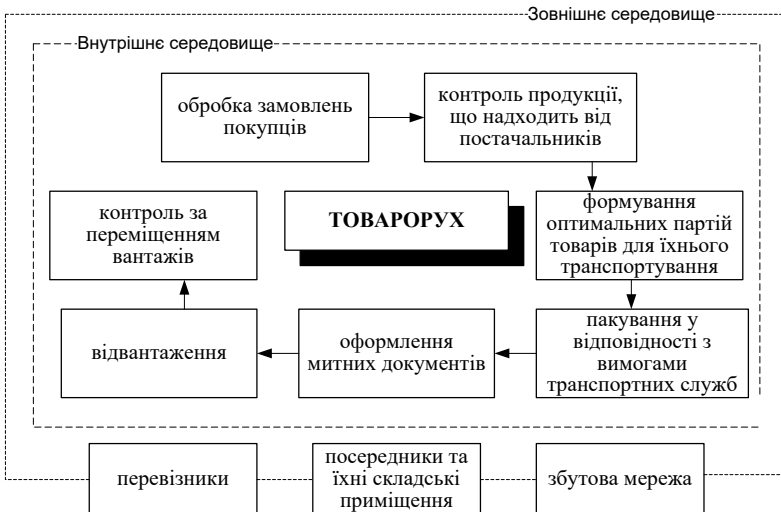 Зовнішнє середовище
Внутрішнє середовище
обробка замовлень
покупців
контроль продукції,
що надходить від
постачальників
контроль за
переміщенням
вантажів
ТОВАРОРУХ
формування
оптимальних партій
товарів для їхнього
транспортування
відвантаження
оформлення
митних документів
пакування у
відповідності з
вимогами
транспортних служб
перевізники
посередники та
їхні складські
приміщення
збутова мережа